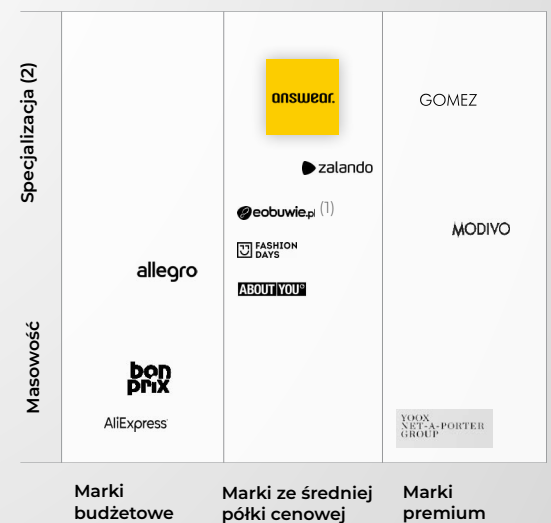 Specjalizacja (2)
Masowość
answear.
GOMEZ
zalando
eobuwie.pl (1)
MODIVO
FASHION
DAYS
allegro
ABOUT YOU°
bon
prix
AliExpress
YOOX
NET-A-PORTER
GROUP
Marki
budżetowe
Marki ze średniej
półki cenowej
Marki
premium